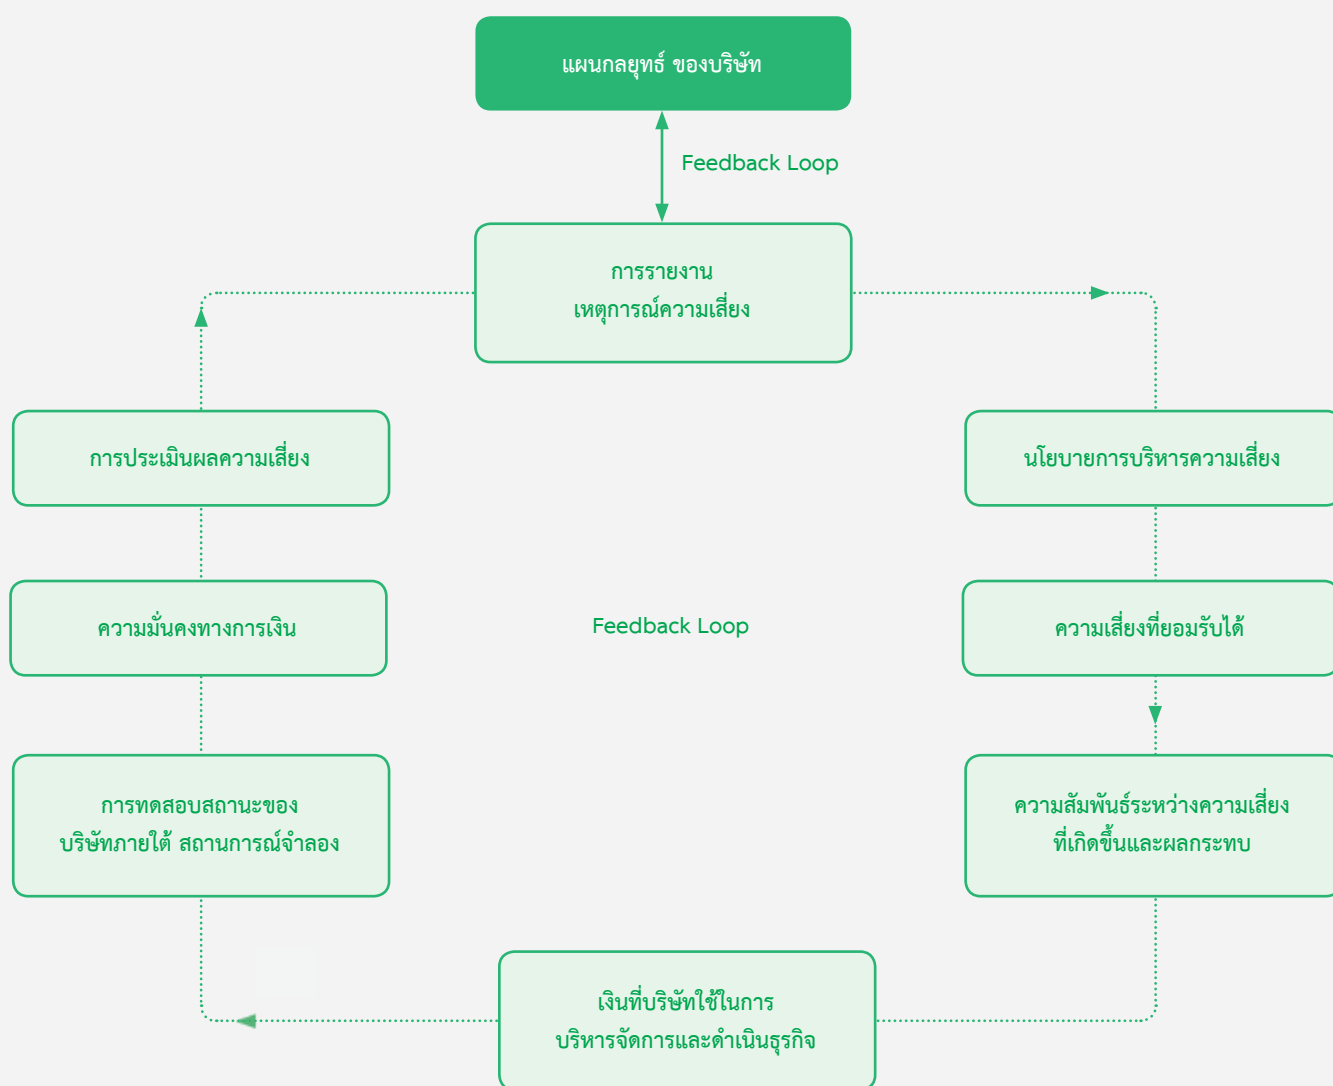 แผนกลยุทธ์ ของบริษัท
Feedback Loop
การรายงาน
เหตุการณ์ความเสี่ยง
การประเมินผลความเสี่ยง
นโยบายการบริหารความเสี่ยง
ความมั่นคงทางการเงิน
Feedback Loop
ความเสี่ยงที่ยอมรับได้
การทดสอบสถานะของ
บริษัทภายใต้ สถานการณ์จำลอง
ความสัมพันธ์ระหว่างความเสี่ยง
ที่เกิดขึ้นและผลกระทบ
เงินที่บริษัทใช้ในการ
บริหารจัดการและดำเนินธุรกิจ